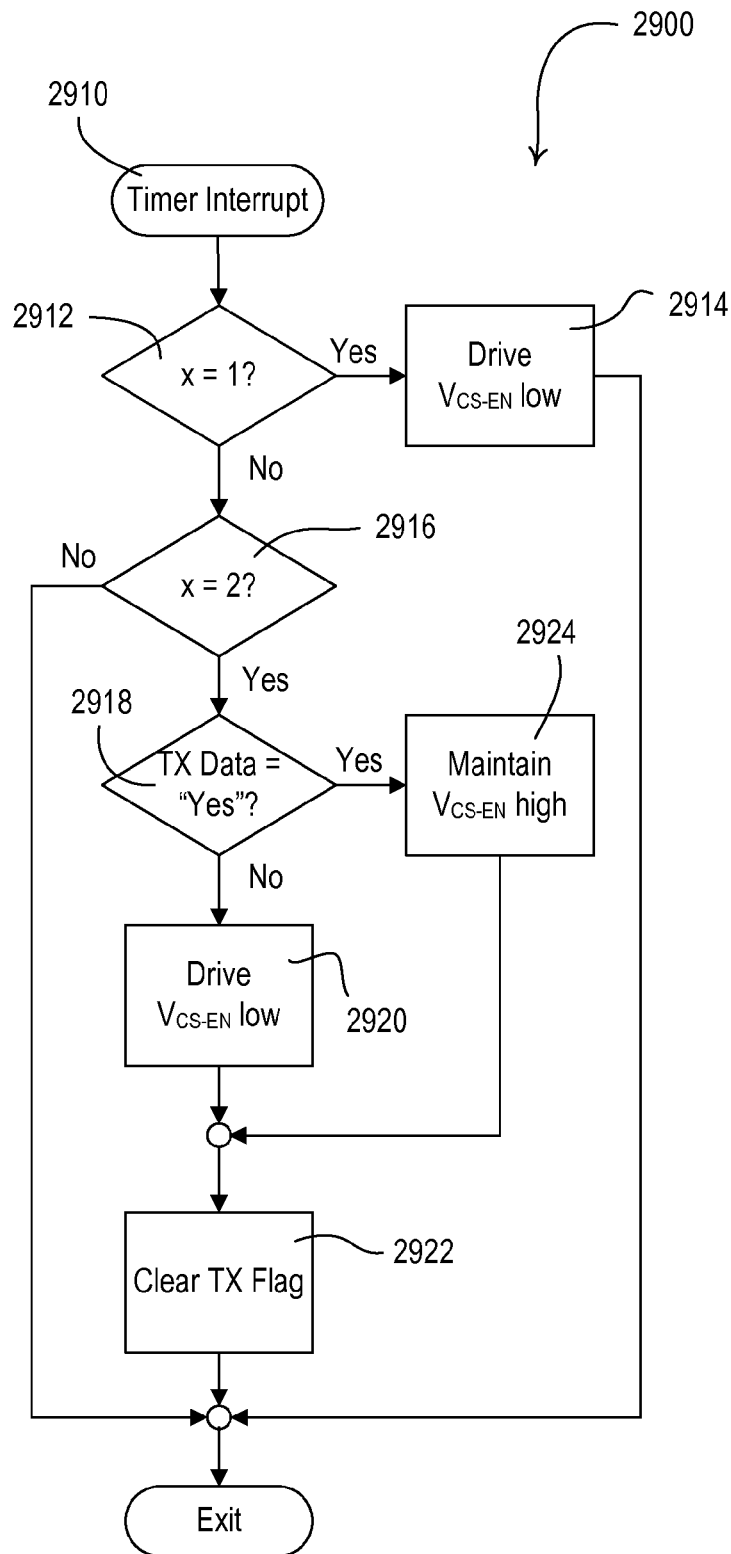 2900
2910
Timer Interrupt
2912
x = 1?
Yes
Drive
VCS-EN low
2914
No
2916
No
x = 2?
Yes
2924
2918
TX Data =
“Yes”?
Yes
Maintain
VCS-EN high
No
Drive
VCS-EN low
2920
Clear TX Flag
2922
Exit